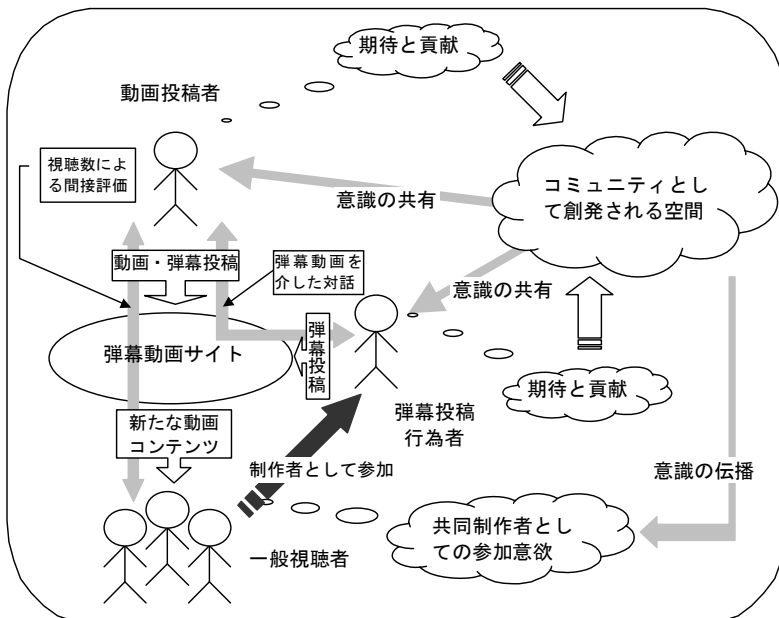 期待と貢献
動画投稿者
視聴数によ
る間接評価
コミュニティとし
て創発される空間
意識の共有
動画・弾幕投稿
弾幕動画を
介した対話
意識の共有
弾幕動画サイト
弾幕投稿
期待と貢献
弾幕投稿
行為者
新たな動画
コンテンツ
制作者として参加
意識の伝播
一般視聴者
共同制作者とし
ての参加意欲